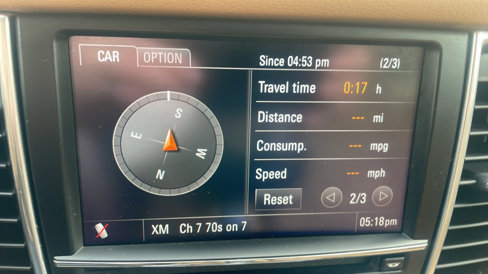 CAR OPTION
Since 04:53 pm (2/3)
Travel time 0:17 h
Distance --- mi
Consump. --- mpg
Speed --- mph
S
E
W
N
Reset 2/3
XM Ch 7 70s on 7 05:18pm